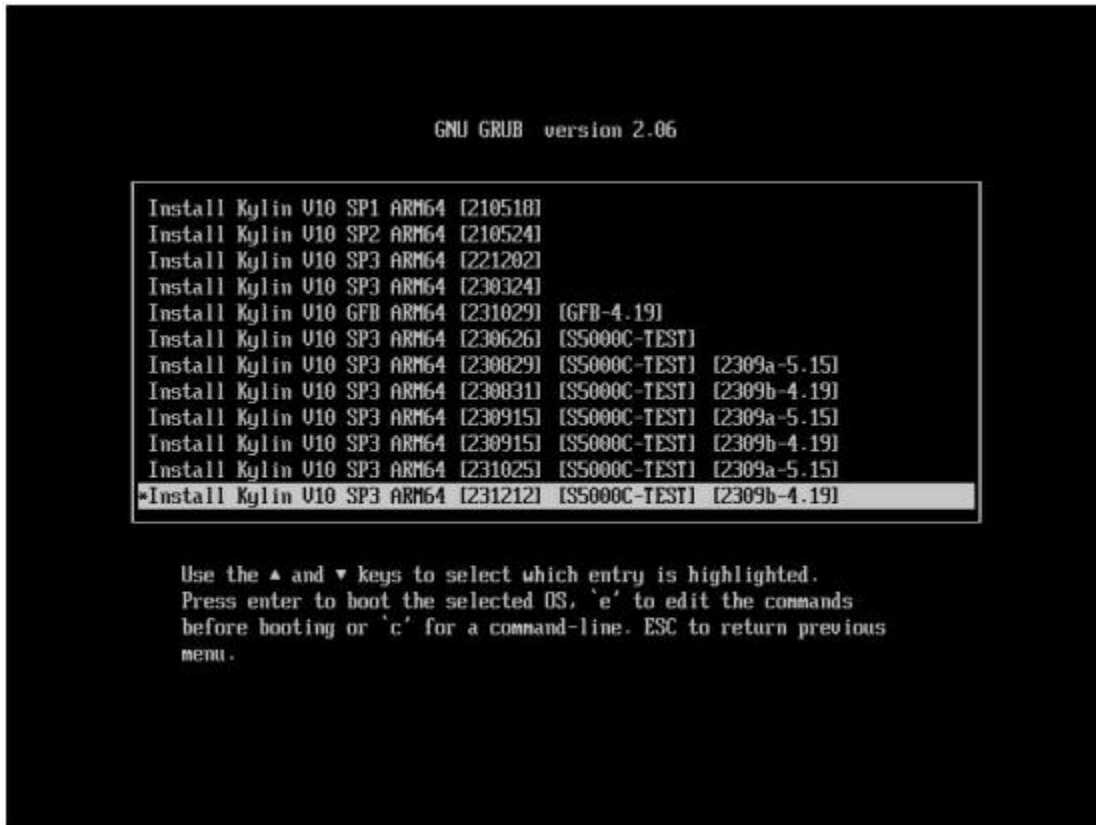 GNU GRUB  version 2.06
Install Kylin V10 SP1 ARM64 [210518]
Install Kylin V10 SP2 ARM64 [210524]
Install Kylin V10 SP3 ARM64 [221202]
Install Kylin V10 SP3 ARM64 [230324]
Install Kylin V10 GFB ARM64 [231029] [GFB-4.19]
Install Kylin V10 SP3 ARM64 [230626] [S5000C-TEST]
Install Kylin V10 SP3 ARM64 [230829] [S5000C-TEST] [2309a-5.15]
Install Kylin V10 SP3 ARM64 [230831] [S5000C-TEST] [2309b-4.19]
Install Kylin V10 SP3 ARM64 [230915] [S5000C-TEST] [2309a-5.15]
Install Kylin V10 SP3 ARM64 [230915] [S5000C-TEST] [2309b-4.19]
Install Kylin V10 SP3 ARM64 [231025] [S5000C-TEST] [2309a-5.15]
*Install Kylin V10 SP3 ARM64 [231212] [S5000C-TEST] [2309b-4.19]
Use the ▲ and ▼ keys to select which entry is highlighted.
Press enter to boot the selected OS, `e' to edit the commands
before booting or `c' for a command-line. ESC to return previous
menu.